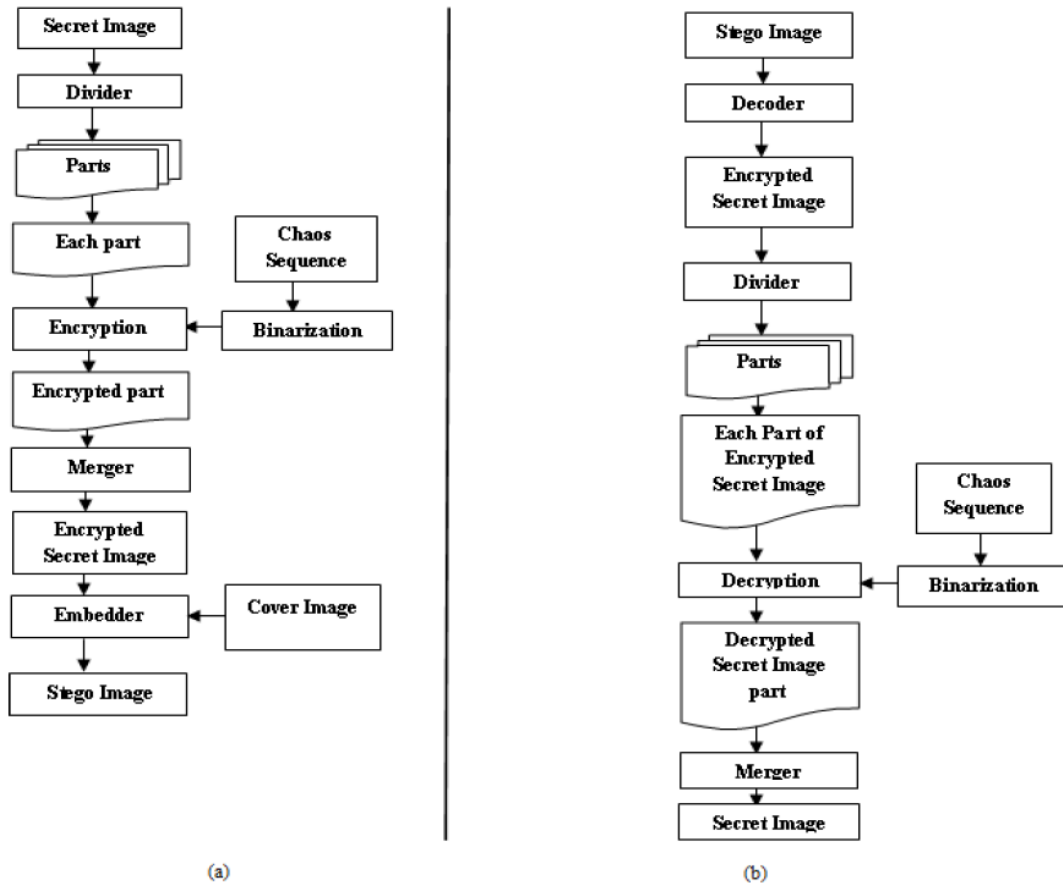 Secret Image
Divider
Parts
Each part
Chaos
Sequence
Encryption
Binarization
Encrypted part
Merger
Encrypted
Secret Image
Embedder
Cover Image
Stego Image
(a)
Stego Image
Decoder
Encrypted
Secret Image
Divider
Parts
Each Part of
Encrypted
Secret Image
Chaos
Sequence
Decryption
Binarization
Decrypted
Secret Image
part
Merger
Secret Image
(b)